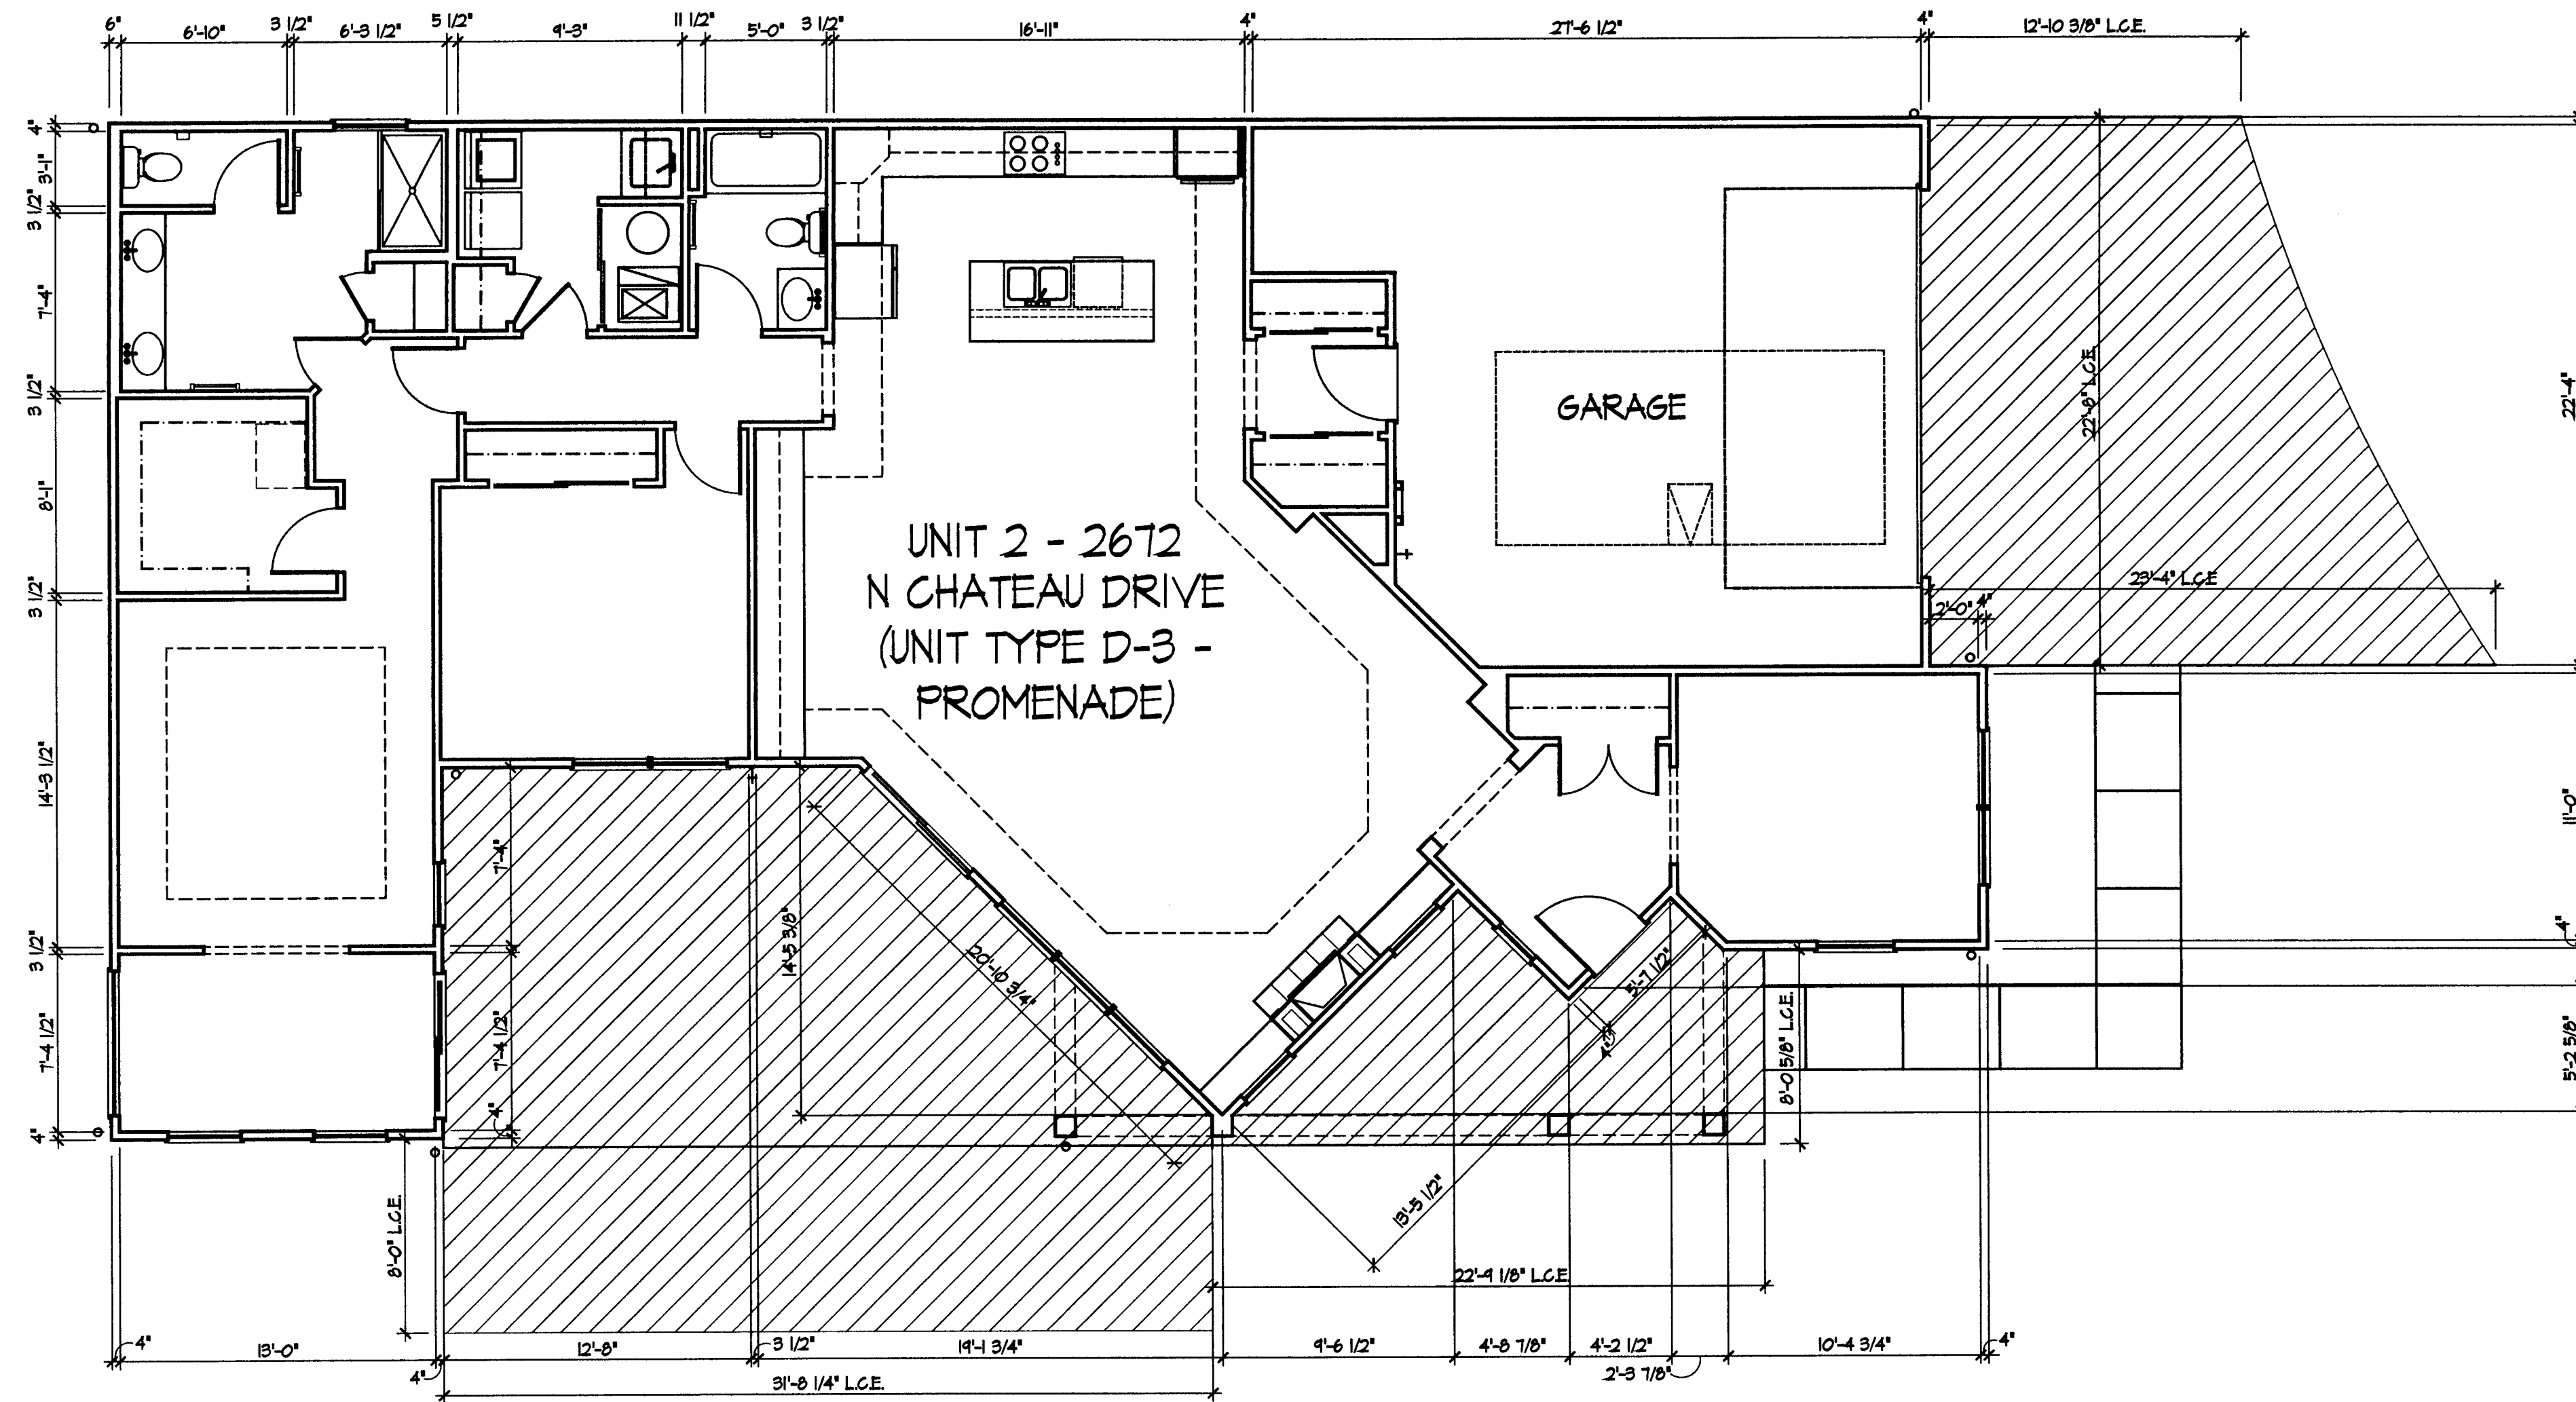 6" 6'-10" 3 1/2" 6'-3 1/2" 5 1/2" 9'-3" 11 1/2" 5'-0" 3 1/2" 16'-11" 4" 27'-6 1/2" 4" 12'-10 3/8" L.C.E.
4"
3'-1"
3 1/2"
7'-4"
3 1/2"
8'-1"
3 1/2"
14'-3 1/2"
3 1/2"
7'-4 1/2"
4"
GARAGE
22'-8" L.C.E.
22'-4"
UNIT 2 - 2672
N CHATEAU DRIVE
(UNIT TYPE D-3 -
PROMENADE)
23'-4" L.C.E
2'-0" 4"
7'-4"
7'-4 1/2"
4"
14'-5 3/8"
20'-10 3/4"
5'-7 1/2"
4"
8'-0 5/8" L.C.E.
11'-0"
4"
5'-2 5/8"
13'-5 1/2"
8'-0" L.C.E.
22'-9 1/8" L.C.E.
4" 13'-0" 4" 12'-8" 3 1/2" 19'-1 3/4" 9'-6 1/2" 4'-8 7/8" 4'-2 1/2" 2'-3 7/8" 10'-4 3/4" 4"
31'-8 1/4" L.C.E.